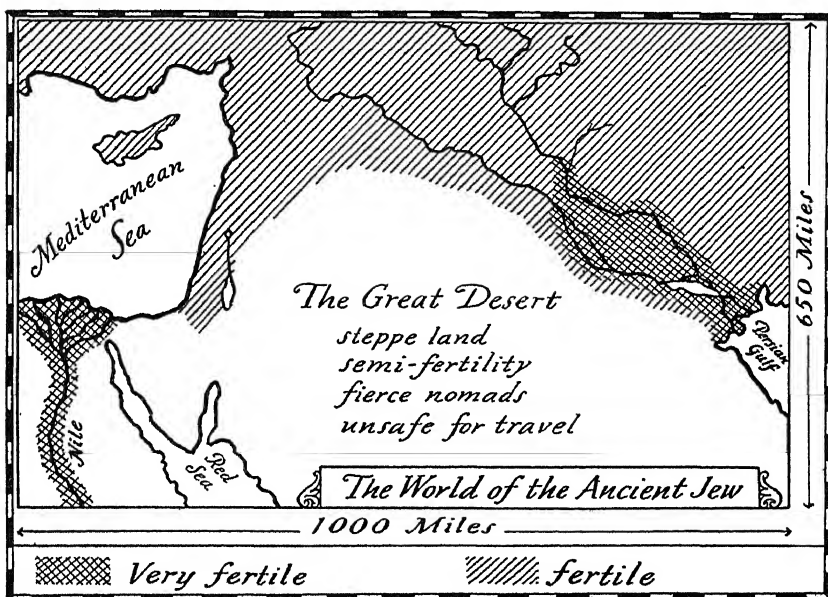 Mediterranean
Sea
The Great Desert
steppe land
semi-fertility
fierce nomads
unsafe for travel
Persian
Gulf
Nile
Red
Sea
650 Miles
The World of the Ancient Jew
1000 Miles
Very fertile
fertile